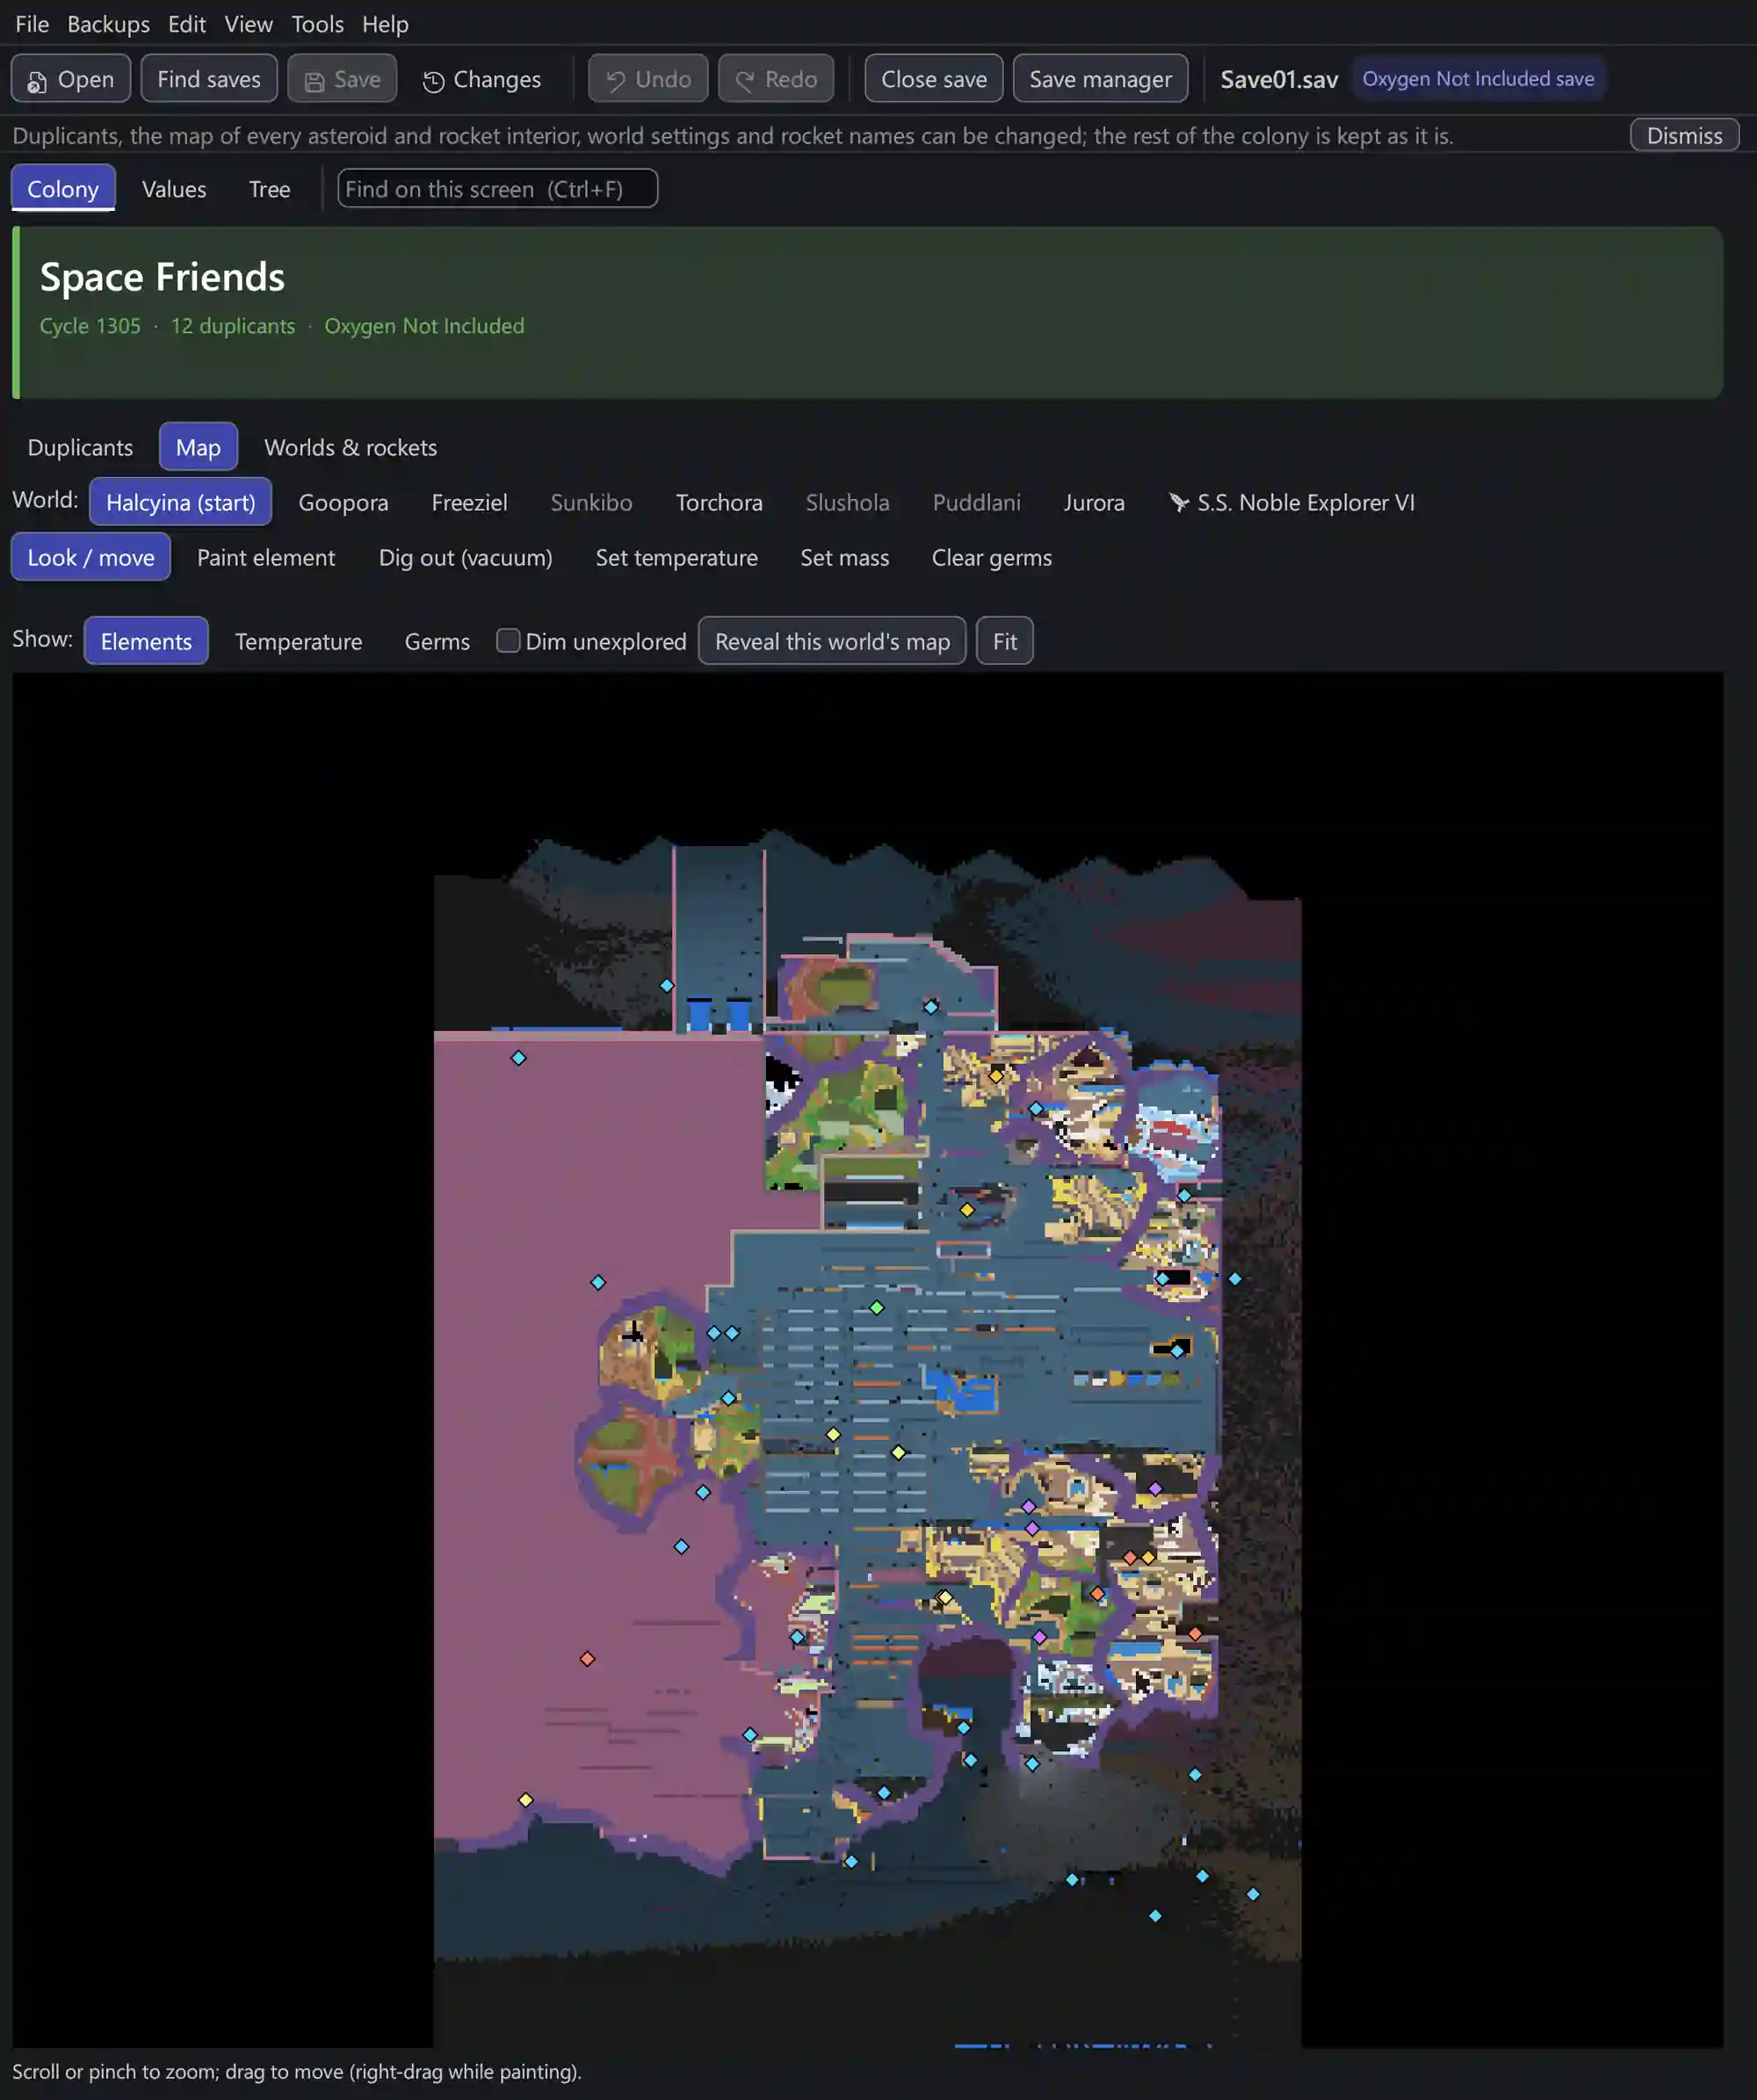 File Backups Edit View Tools Help
Open Find saves Save Changes Undo Redo Close save Save manager Save01.sav Oxygen Not Included save
Duplicants, the map of every asteroid and rocket interior, world settings and rocket names can be changed; the rest of the colony is kept as it is. Dismiss
Colony Values Tree Find on this screen (Ctrl+F)
Space Friends
Cycle 1305 · 12 duplicants · Oxygen Not Included
Duplicants Map Worlds & rockets
World: Halcyina (start) Goopora Freeziel Sunkibo Torchora Slushola Puddlani Jurora S.S. Noble Explorer VI
Look / move Paint element Dig out (vacuum) Set temperature Set mass Clear germs
Show: Elements Temperature Germs Dim unexplored Reveal this world's map Fit
Scroll or pinch to zoom; drag to move (right-drag while painting).